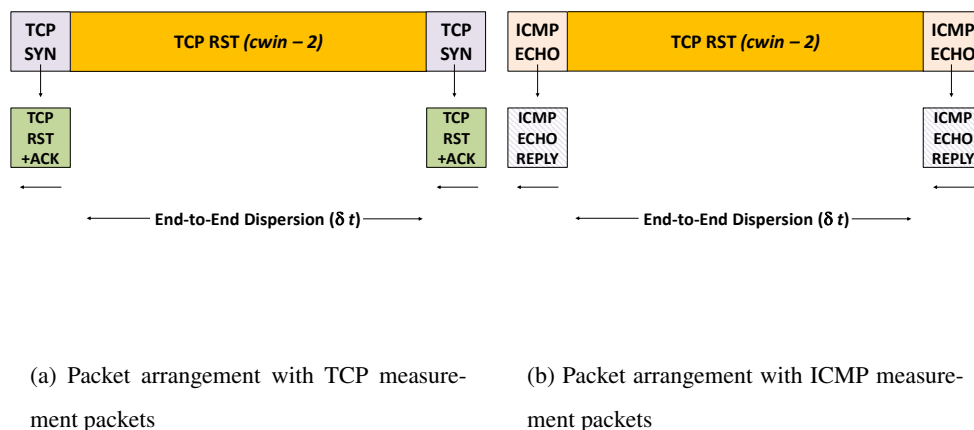 TCP
SYN
TCP RST (cwin – 2)
TCP
SYN
TCP
RST
+ACK
TCP
RST
+ACK
End-to-End Dispersion (δ t)
ICMP
ECHO
TCP RST (cwin – 2)
ICMP
ECHO
ICMP
ECHO
REPLY
ICMP
ECHO
REPLY
End-to-End Dispersion (δ t)
(a) Packet arrangement with TCP measure-
ment packets
(b) Packet arrangement with ICMP measure-
ment packets